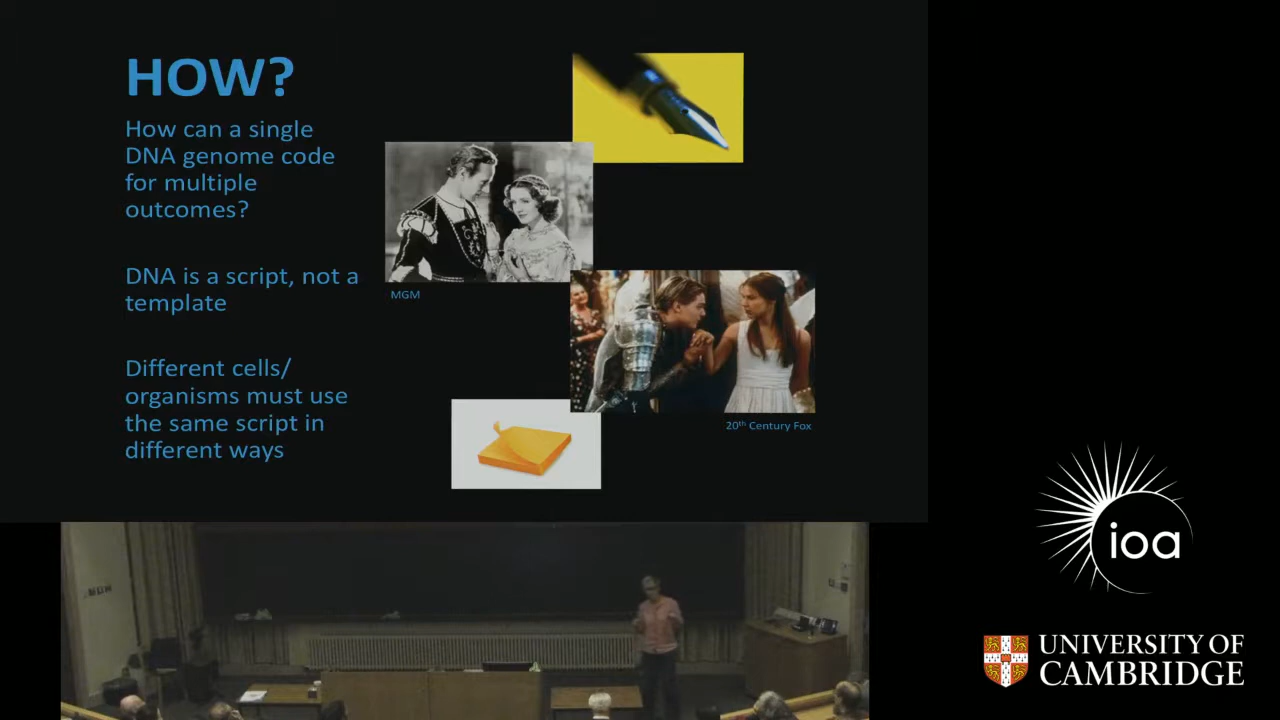 HOW?
How can a single
DNA genome code
for multiple
outcomes?
DNA is a script, not a
template
Different cells/
organisms must use
the same script in
different ways
MGM
20th Century Fox
ioa
UNIVERSITY OF
CAMBRIDGE